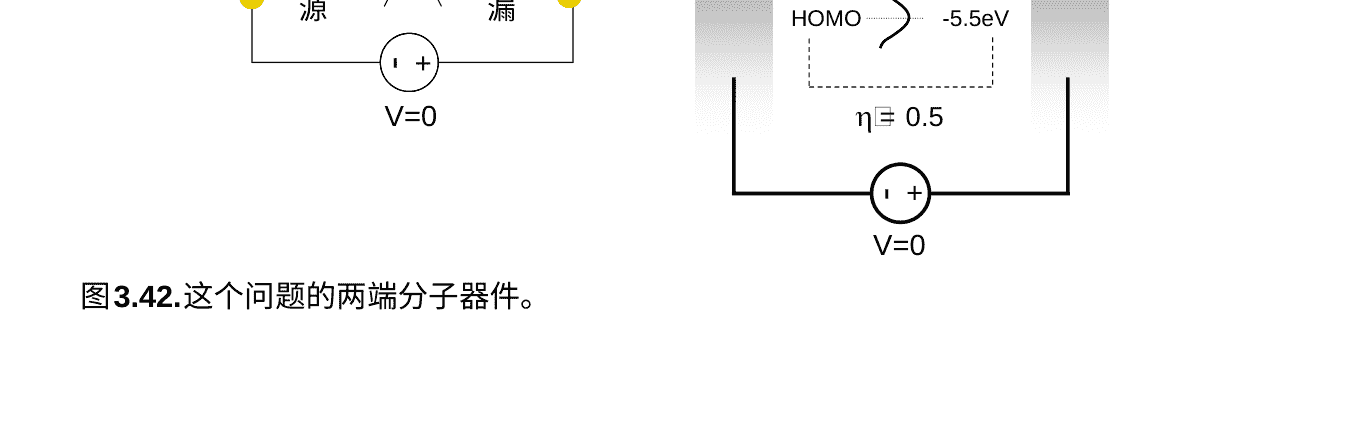 源 漏
HOMO -5.5eV
- +
V=0
η = 0.5
- +
V=0
图3.42.这个问题的两端分子器件。